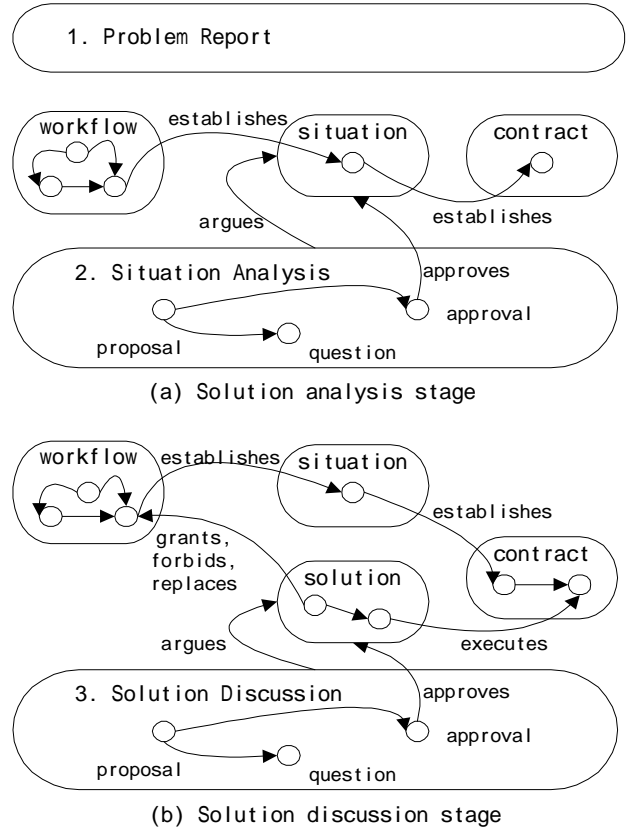 1. Problem Report
establishes
workflow
situation
contract
argues
establishes
2. Situation Analysis
approves
approval
proposal
question
(a) Solution analysis stage
workflow
establishes
situation
establishes
grants,
forbids,
replaces
contract
solution
argues
executes
3. Solution Discussion
approves
approval
proposal
question
(b) Solution discussion stage